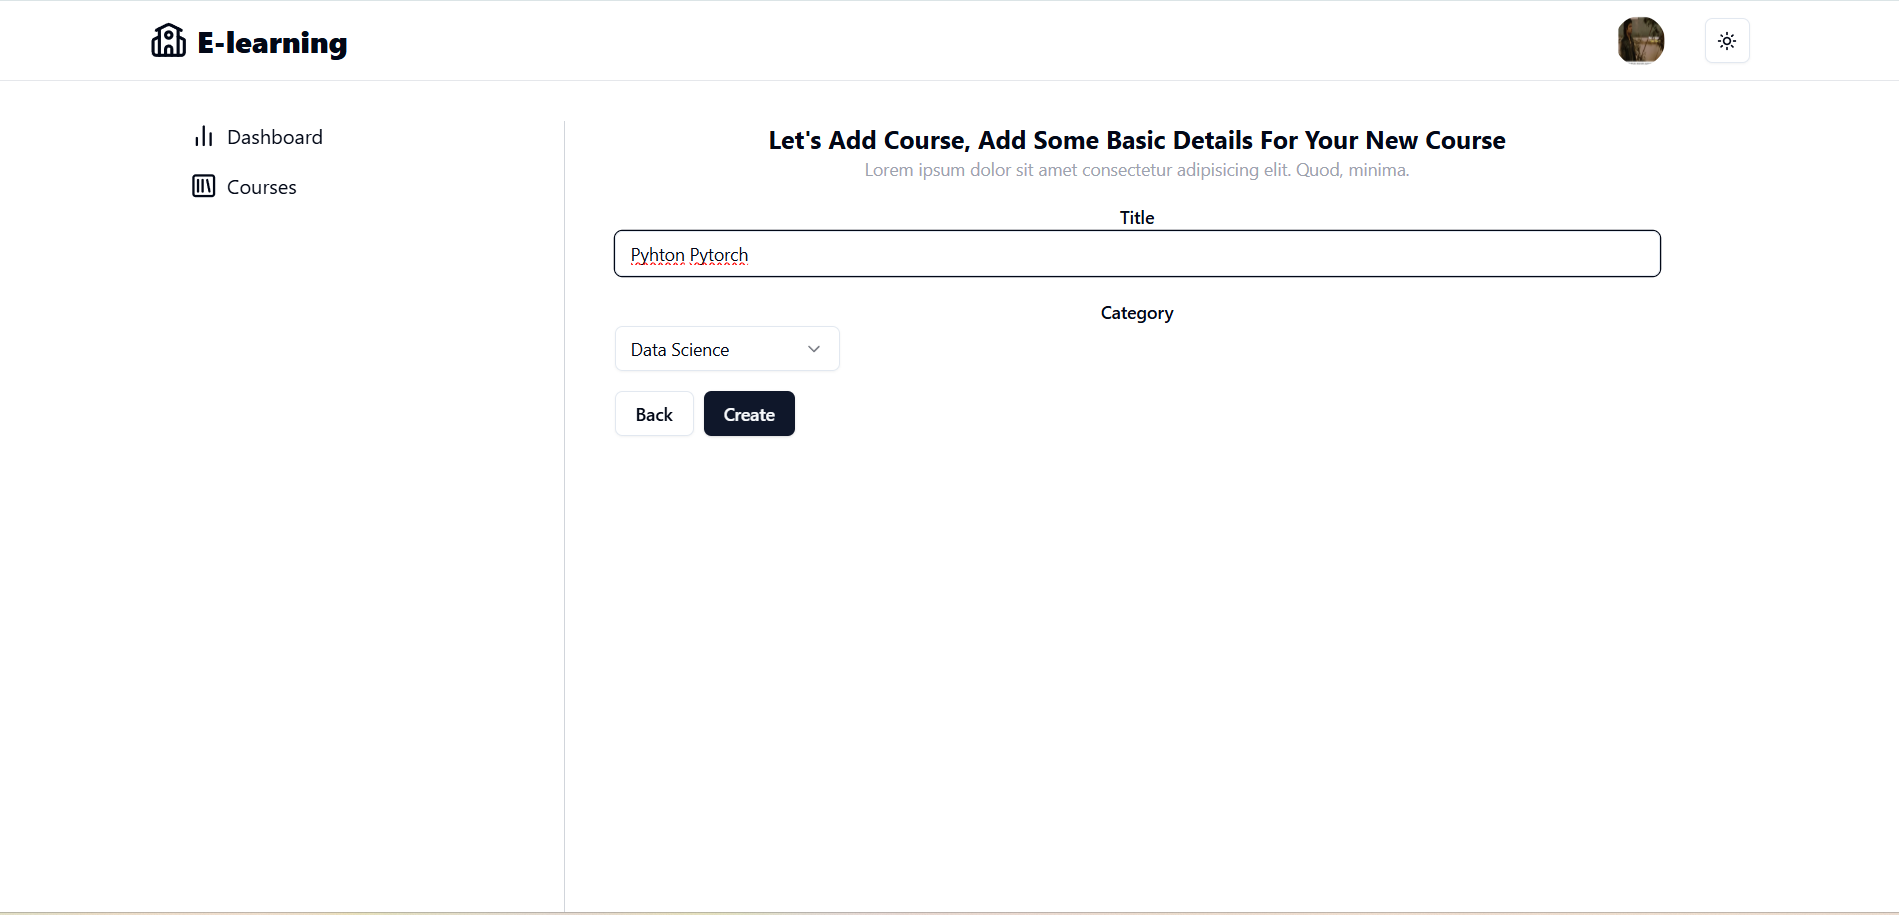 E-learning
Dashboard
Courses
Let's Add Course, Add Some Basic Details For Your New Course
Lorem ipsum dolor sit amet consectetur adipisicing elit. Quod, minima.
Title
Pyhton Pytorch
Category
Data Science
Back
Create